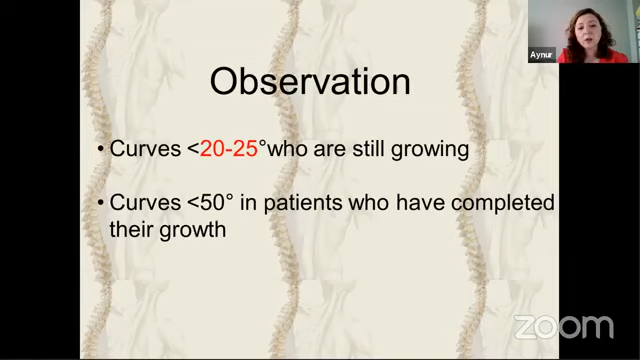 Aynur
Observation
• Curves <20-25°who are still growing
• Curves <50° in patients who have completed
their growth
zoom